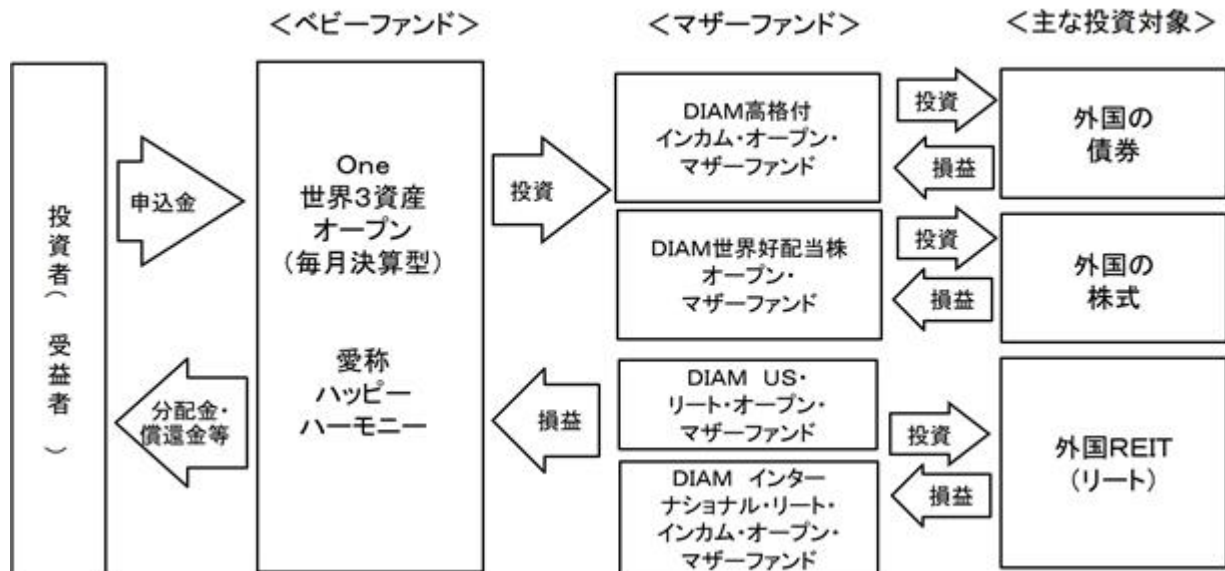 ＜ベビーファンド＞
＜マザーファンド＞
＜主な投資対象＞
投資者(受益者)
申込金
分配金・
償還金等
One
世界3資産
オープン
(毎月決算型)
愛称
ハッピー
ハーモニー
投資
損益
DIAM高格付
インカム・オープン・
マザーファンド
DIAM世界好配当株
オープン・
マザーファンド
DIAM US・
リート・オープン・
マザーファンド
DIAM インター
ナショナル・リート・
インカム・オープン・
マザーファンド
投資
損益
投資
損益
投資
損益
外国の
債券
外国の
株式
外国REIT
(リート)